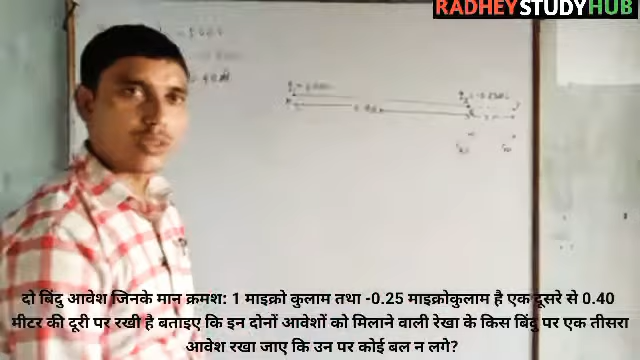 RADHEYSTUDYHUB
दो बिंदु आवेश जिनके मान क्रमश: 1 माइक्रो कुलाम तथा -0.25 माइक्रोकुलाम है एक दूसरे से 0.40
मीटर की दूरी पर रखी है बताइए कि इन दोनों आवेशों को मिलाने वाली रेखा के किस बिंदु पर एक तीसरा
आवेश रखा जाए कि उन पर कोई बल न लगे?